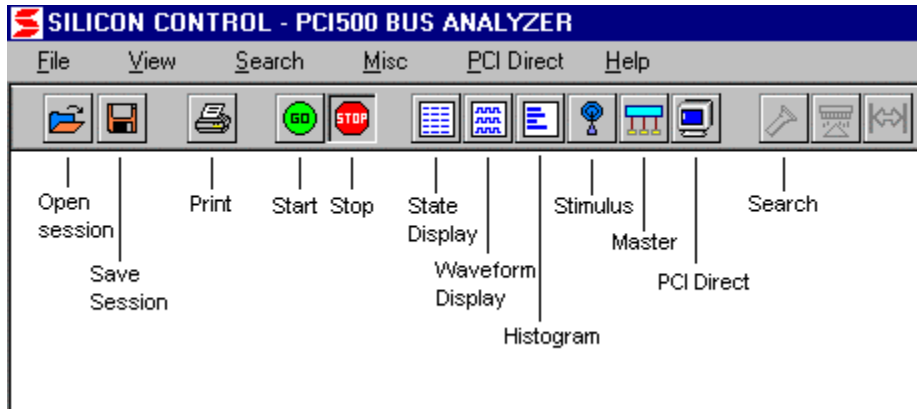 SILICON CONTROL - PCI500 BUS ANALYZER
File View Search Misc PCI Direct Help
GO STOP
Open session
Save Session
Print
Start
Stop
State Display
Waveform Display
Histogram
Stimulus
Master
PCI Direct
Search